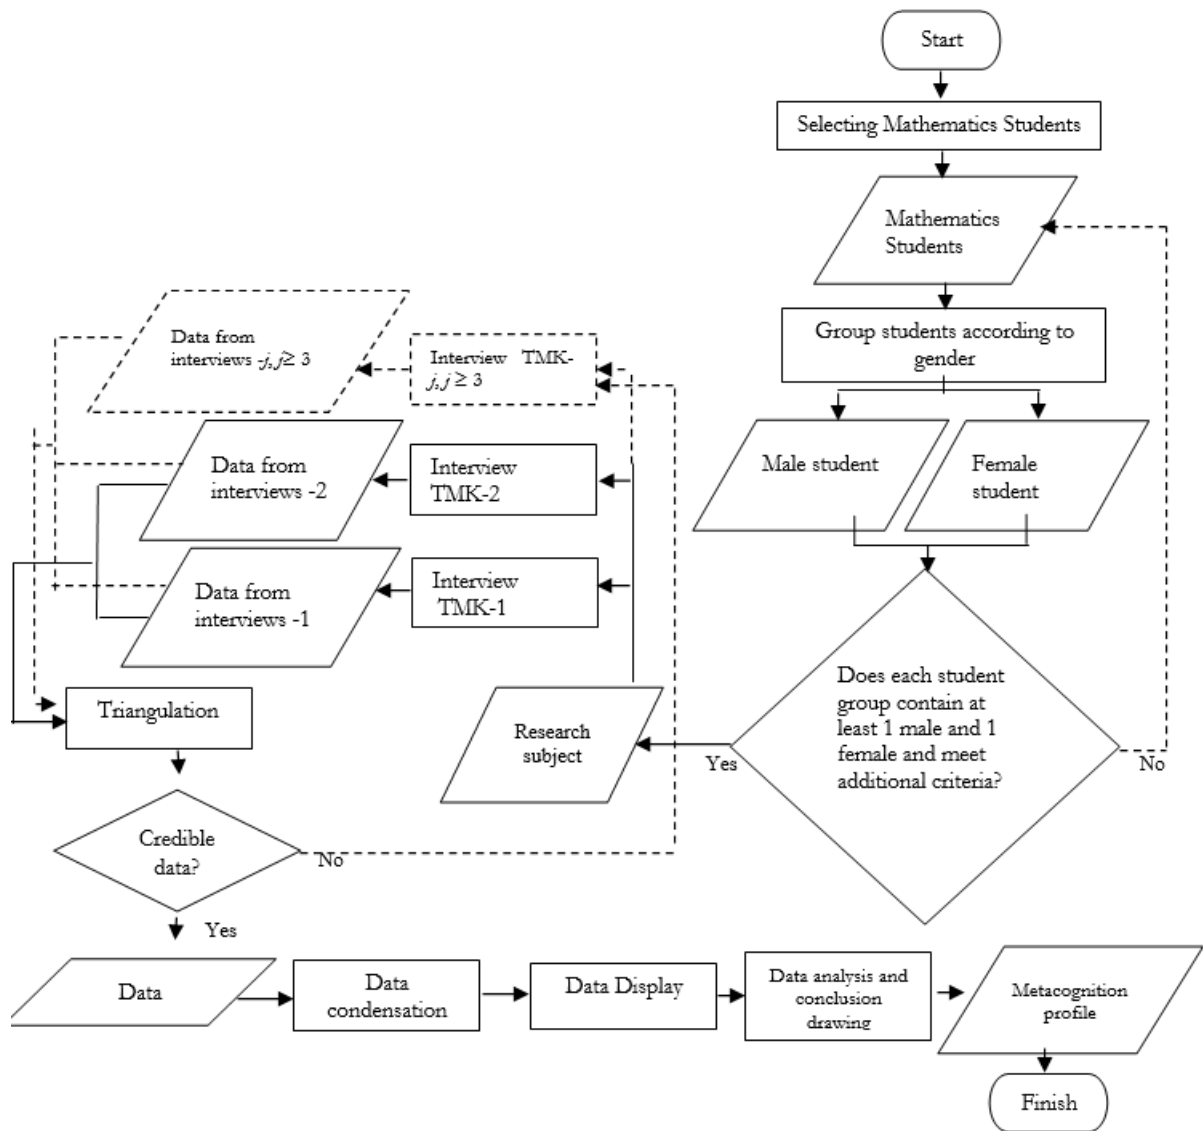 Start
Selecting Mathematics Students
Mathematics
Students
Group students according to
gender
Male student
Female
student
Does each student
group contain at
least 1 male and 1
female and meet
additional criteria?
Yes
No
Research
subject
Interview TMK-
j, j ≥ 3
Data from
interviews -j, j ≥ 3
Interview
TMK-2
Data from
interviews -2
Interview
TMK-1
Data from
interviews -1
Triangulation
Credible
data?
No
Yes
Data
Data
condensation
Data Display
Data analysis and
conclusion
drawing
Metacognition
profile
Finish